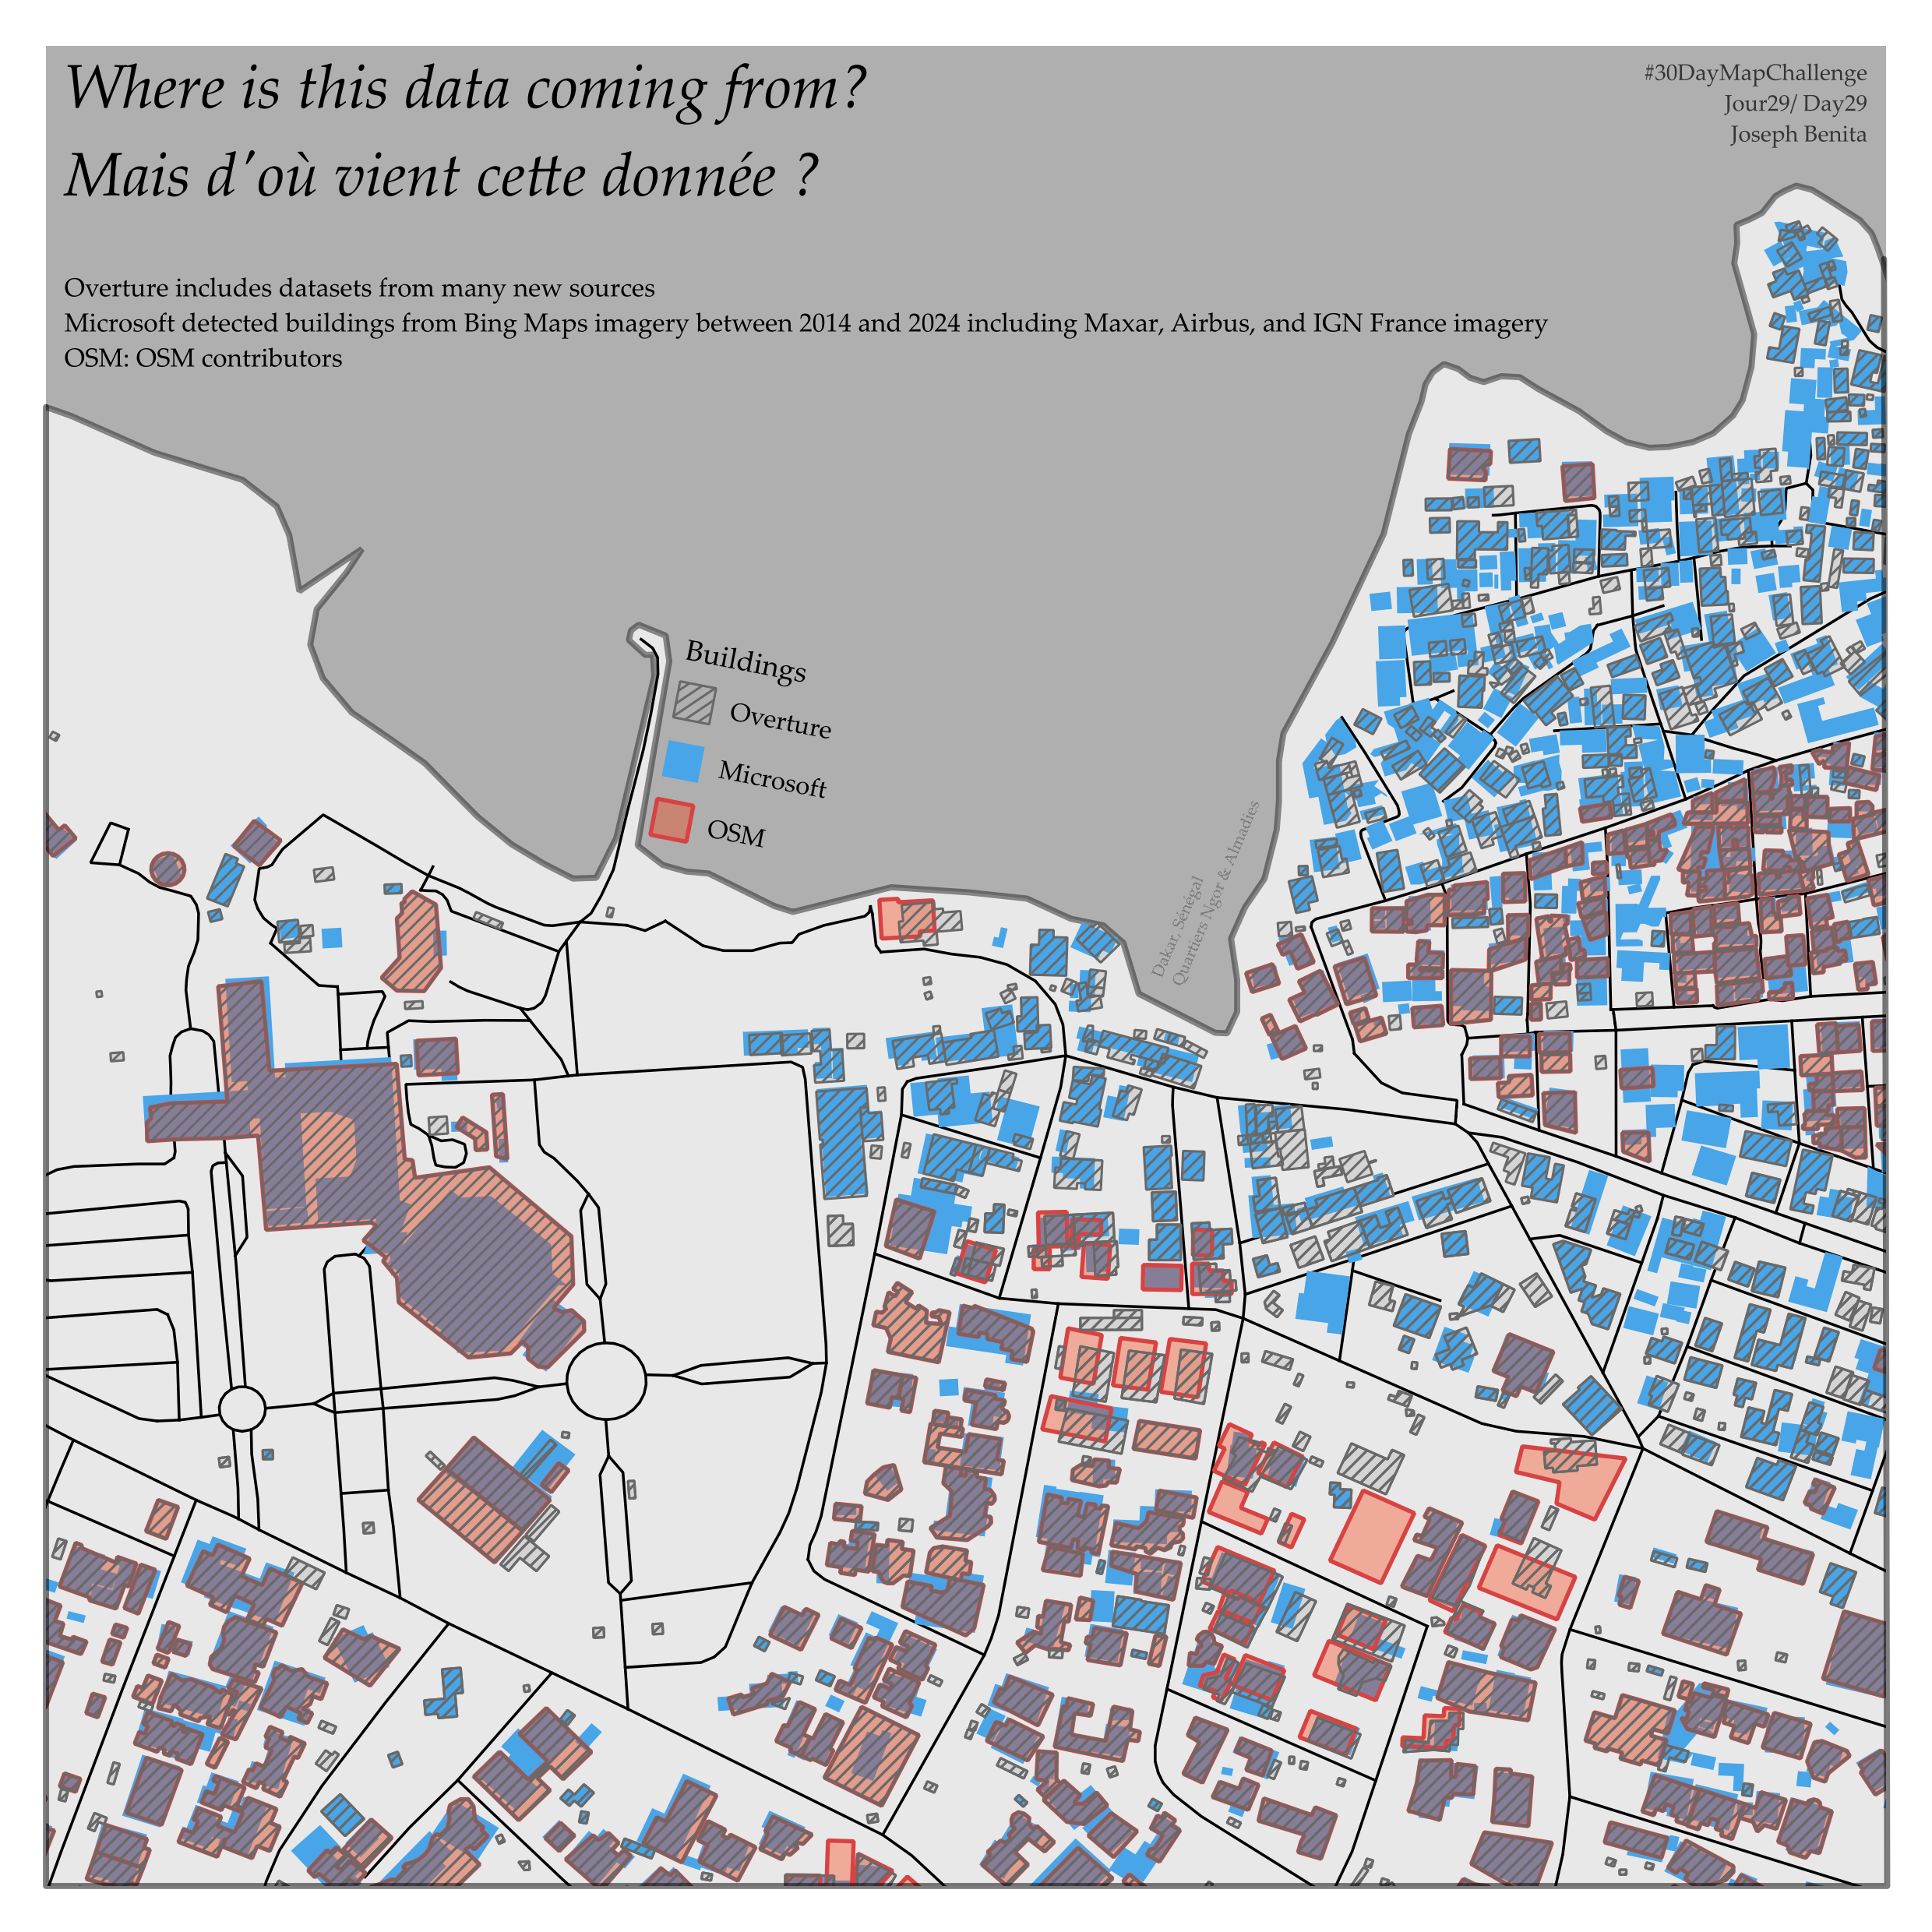 Where is this data coming from?
Mais d'où vient cette donnée ?
#30DayMapChallenge
Jour29/ Day29
Joseph Benita
Overture includes datasets from many new sources
Microsoft detected buildings from Bing Maps imagery between 2014 and 2024 including Maxar, Airbus, and IGN France imagery
OSM: OSM contributors
Buildings
Overture
Microsoft
OSM
Dakar, Sénégal
Quartiers Ngor & Almadies